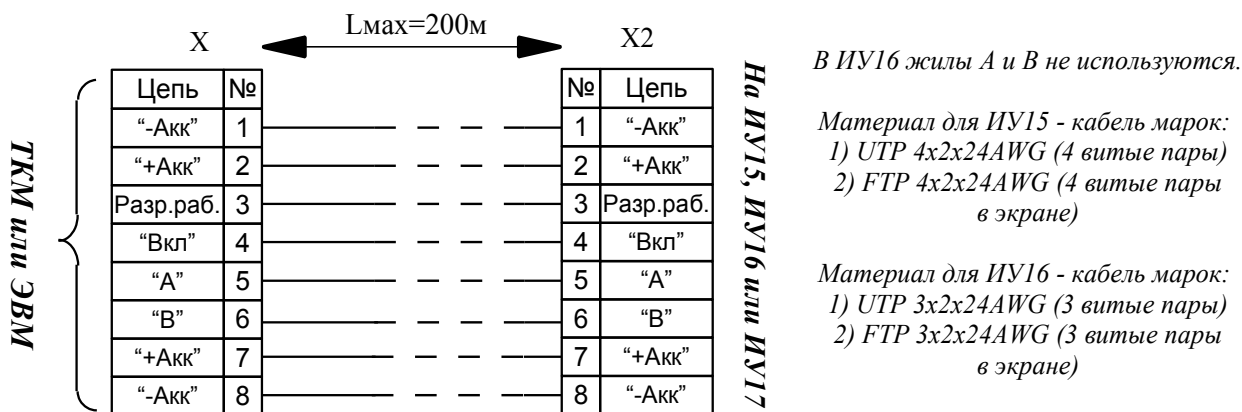 X Lмах=200м X2
ТКМ или ЭВМ
Цепь №
“-Акк” 1
“+Акк” 2
Разр.раб. 3
“Вкл” 4
“А” 5
“В” 6
“+Акк” 7
“-Акк” 8
№ Цепь
1 “-Акк”
2 “+Акк”
3 Разр.раб.
4 “Вкл”
5 “А”
6 “В”
7 “+Акк”
8 “-Акк”
На ИУ15, ИУ16 или ИУ17
В ИУ16 жилы А и В не используются.
Материал для ИУ15 - кабель марок:
1) UTP 4x2x24AWG (4 витые пары)
2) FTP 4x2x24AWG (4 витые пары
в экране)
Материал для ИУ16 - кабель марок:
1) UTP 3x2x24AWG (3 витые пары)
2) FTP 3x2x24AWG (3 витые пары
в экране)